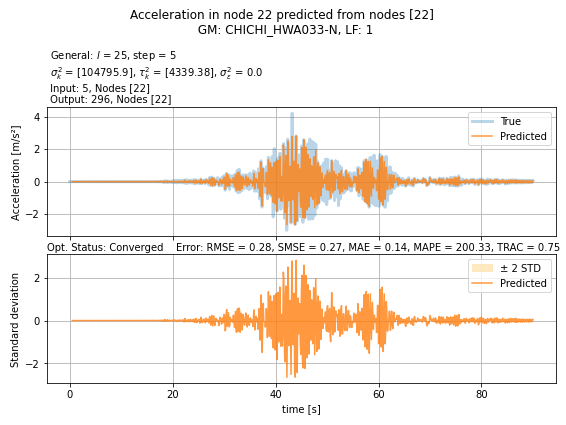 Acceleration in node 22 predicted from nodes [22]
GM: CHICHI_HWA033-N, LF: 1
General: l = 25, step = 5
σ²ₖ = [104795.9], τ²ₖ = [4339.38], σ²ε = 0.0
Input: 5, Nodes [22]
Output: 296, Nodes [22]
4
2
0
−2
Acceleration [m/s²]
True
Predicted
Opt. Status: Converged Error: RMSE = 0.28, SMSE = 0.27, MAE = 0.14, MAPE = 200.33, TRAC = 0.75
2
0
−2
Standard deviation
± 2 STD
Predicted
0 20 40 60 80
time [s]